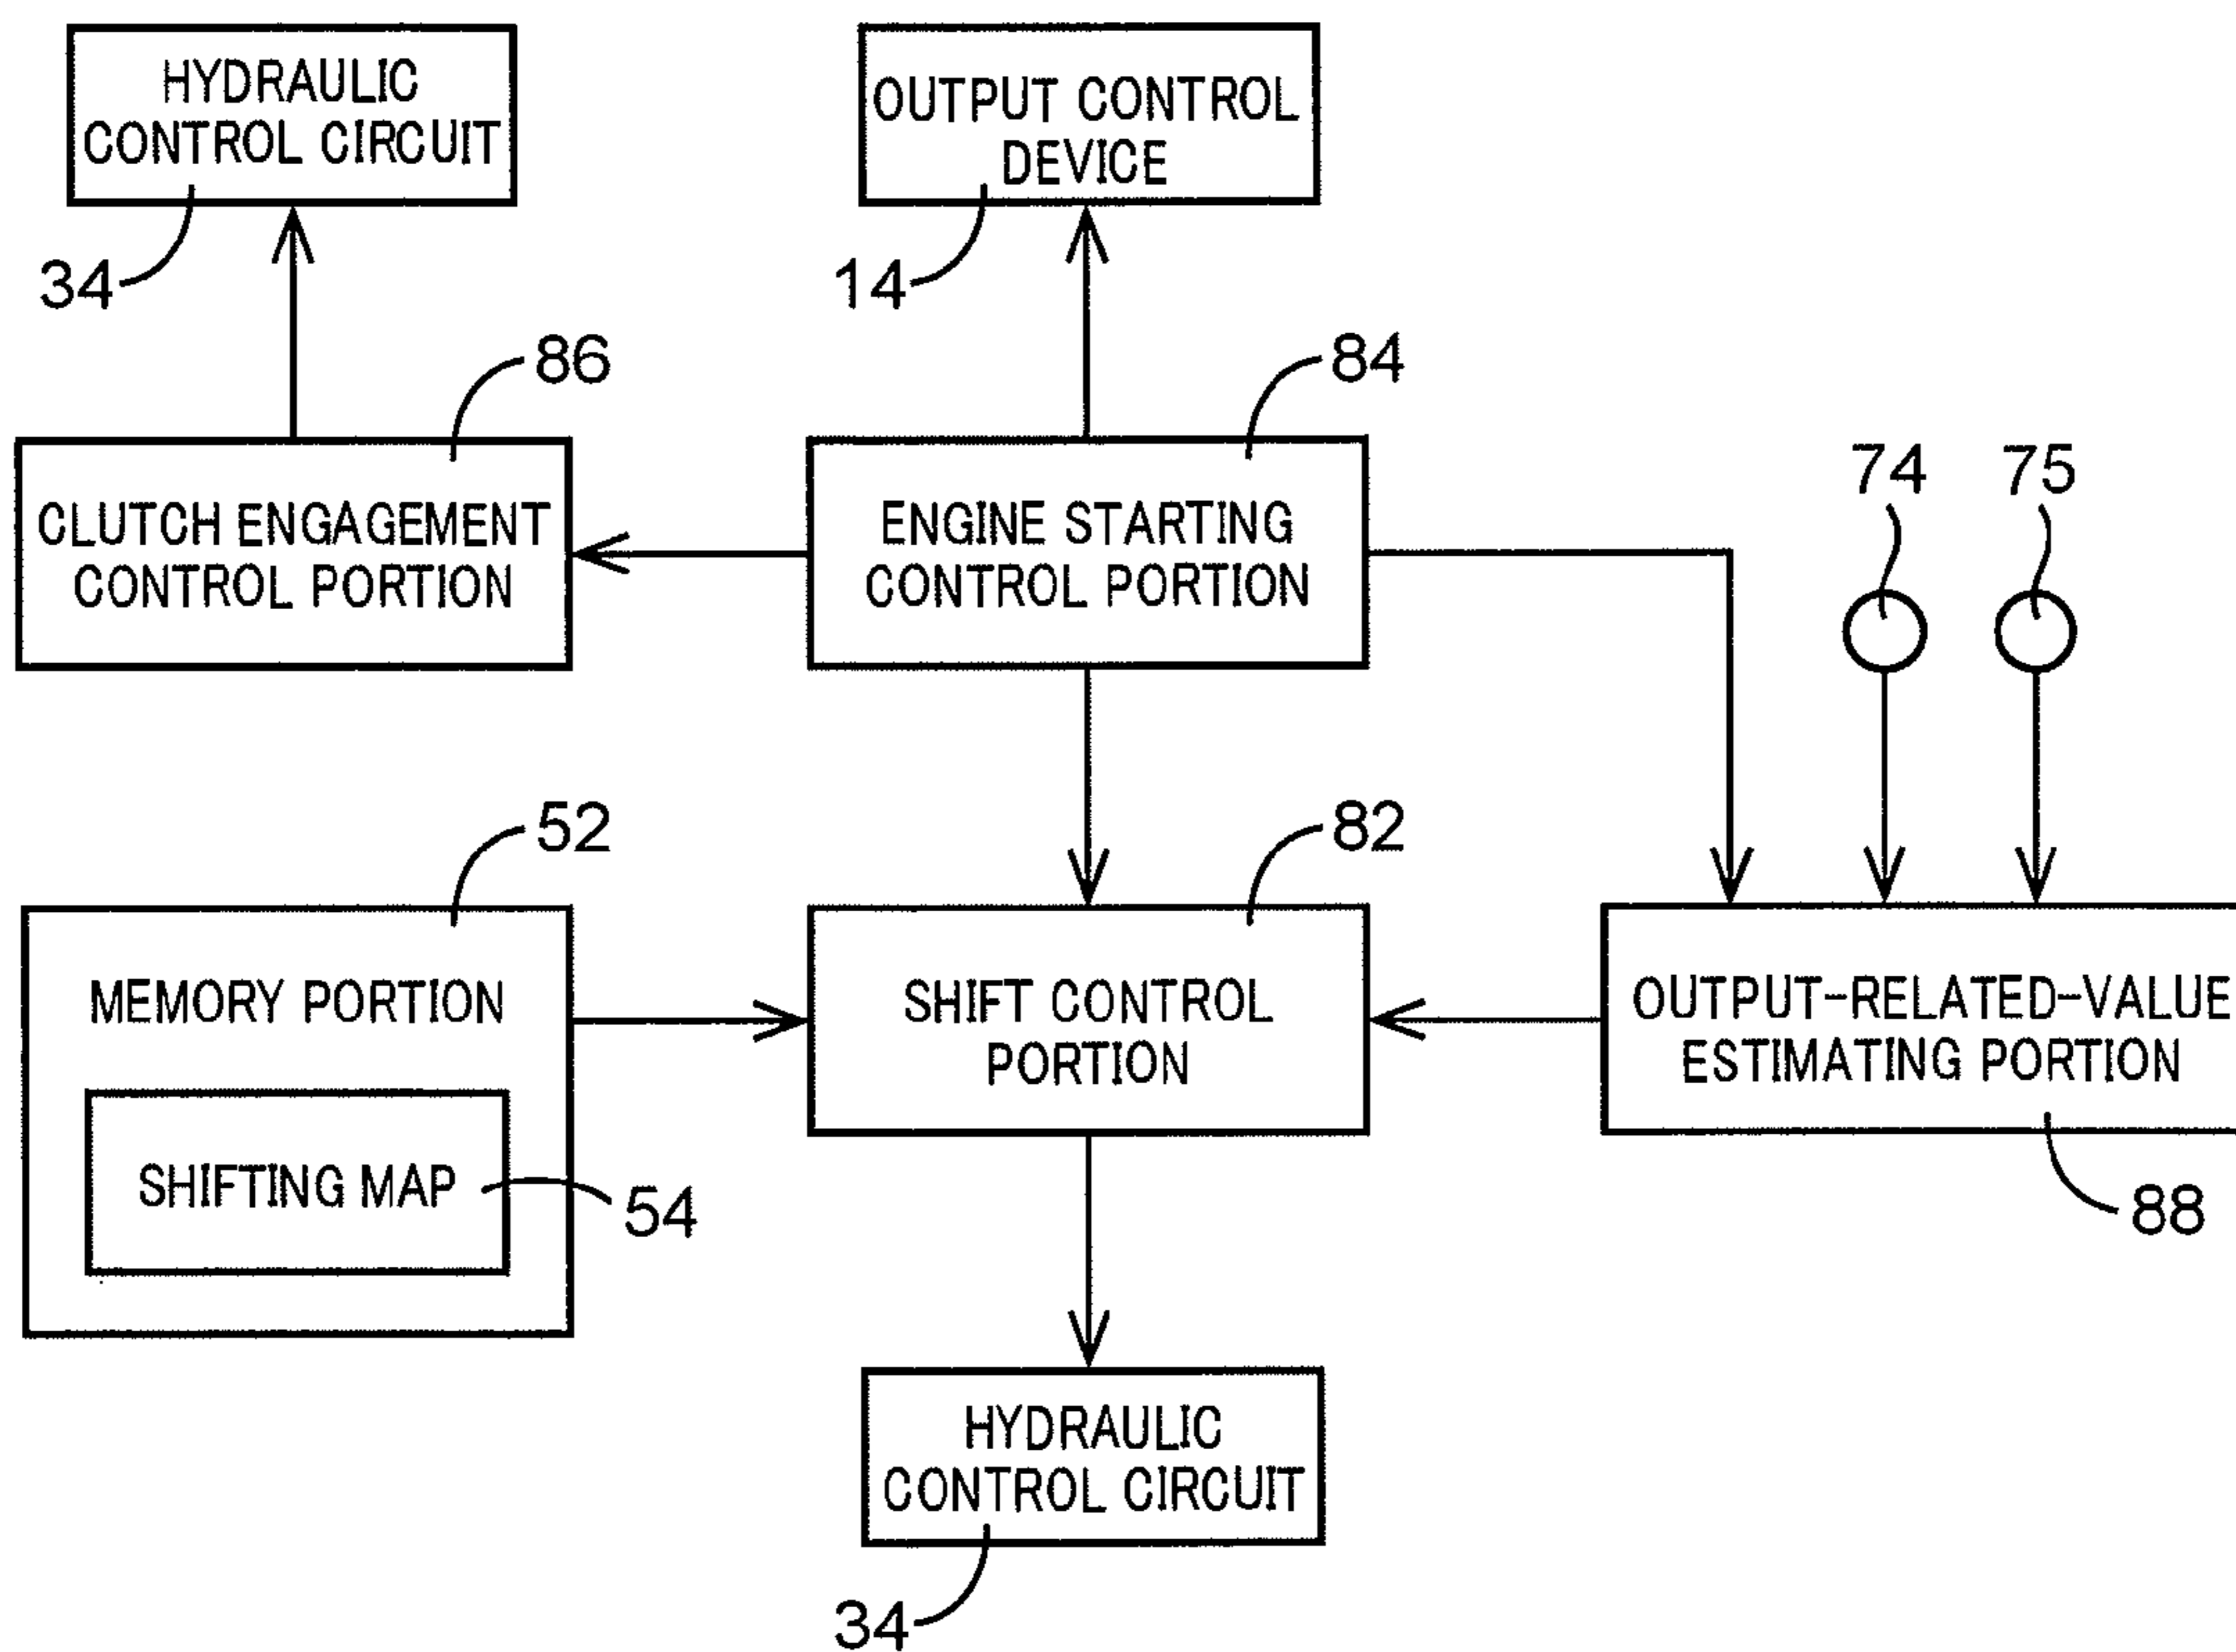 HYDRAULIC
CONTROL CIRCUIT
34
OUTPUT CONTROL
DEVICE
14
86
84
74
75
CLUTCH ENGAGEMENT
CONTROL PORTION
ENGINE STARTING
CONTROL PORTION
52
82
MEMORY PORTION
SHIFTING MAP
54
SHIFT CONTROL
PORTION
OUTPUT-RELATED-VALUE
ESTIMATING PORTION
88
HYDRAULIC
CONTROL CIRCUIT
34